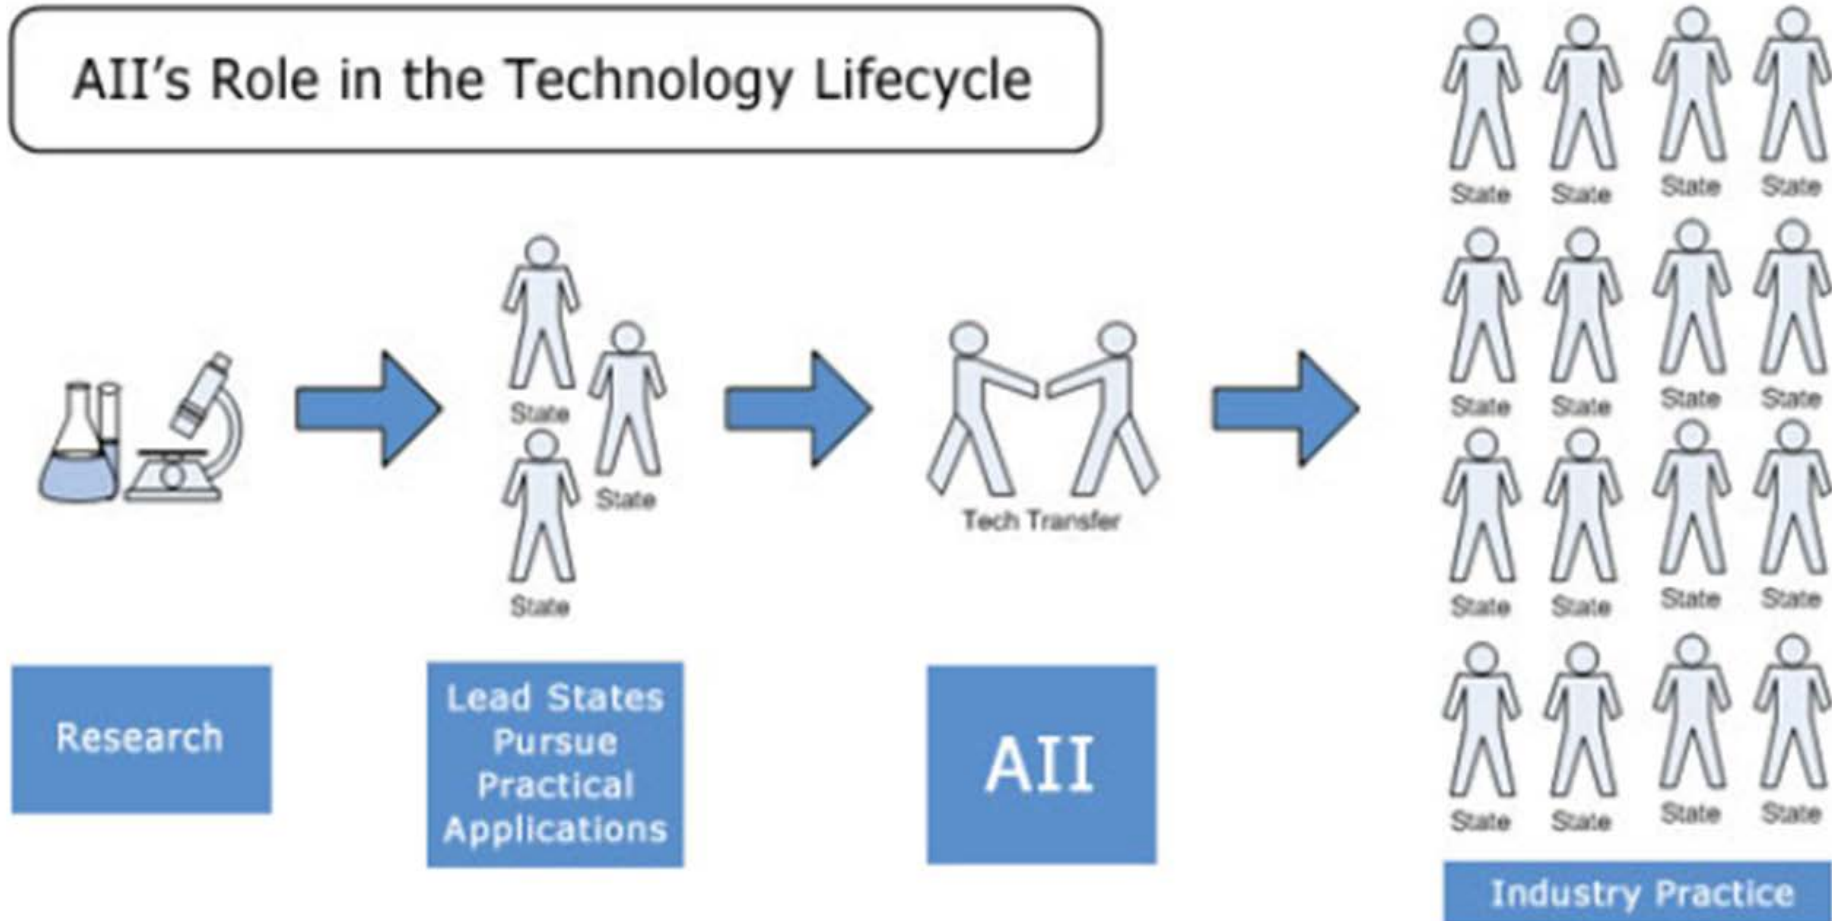 AII's Role in the Technology Lifecycle
State State State State
State State State State
State State State State
State State State State
State
State
State
Tech Transfer
Research
Lead States
Pursue
Practical
Applications
AII
Industry Practice